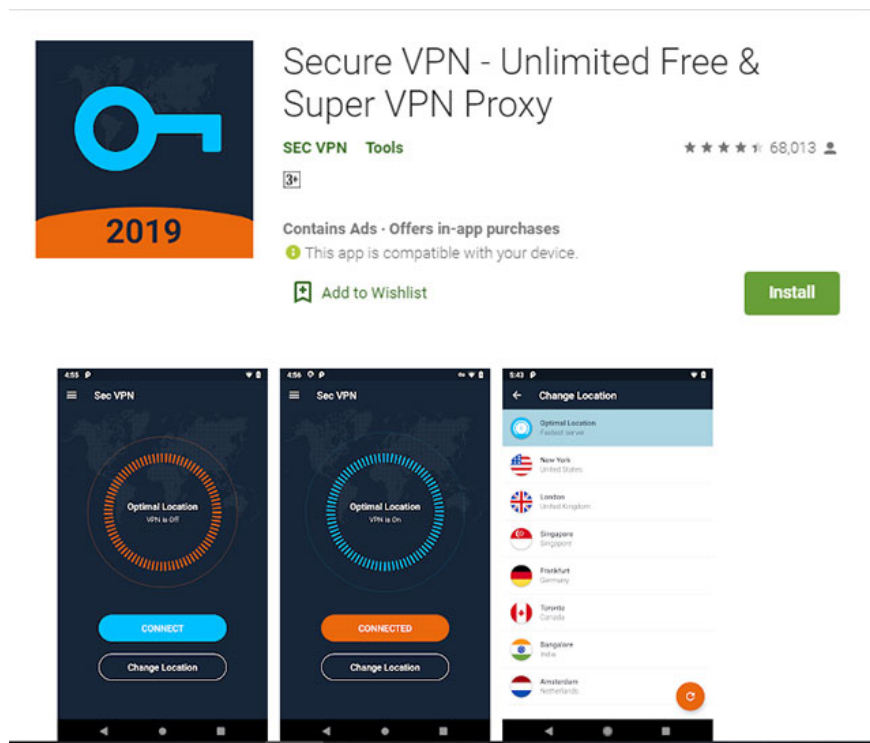 2019
Secure VPN - Unlimited Free &
Super VPN Proxy
SEC VPN Tools
68,013
3+
Contains Ads · Offers in-app purchases
This app is compatible with your device.
Add to Wishlist
Install
4:55
Sec VPN
Optimal Location
VPN is Off
CONNECT
Change Location
4:56
Sec VPN
Optimal Location
VPN is On
CONNECTED
Change Location
5:43
Change Location
Optimal Location
Fastest server
New York
United States
London
United Kingdom
Singapore
Singapore
Frankfurt
Germany
Toronto
Canada
Bangalore
India
Amsterdam
Netherlands